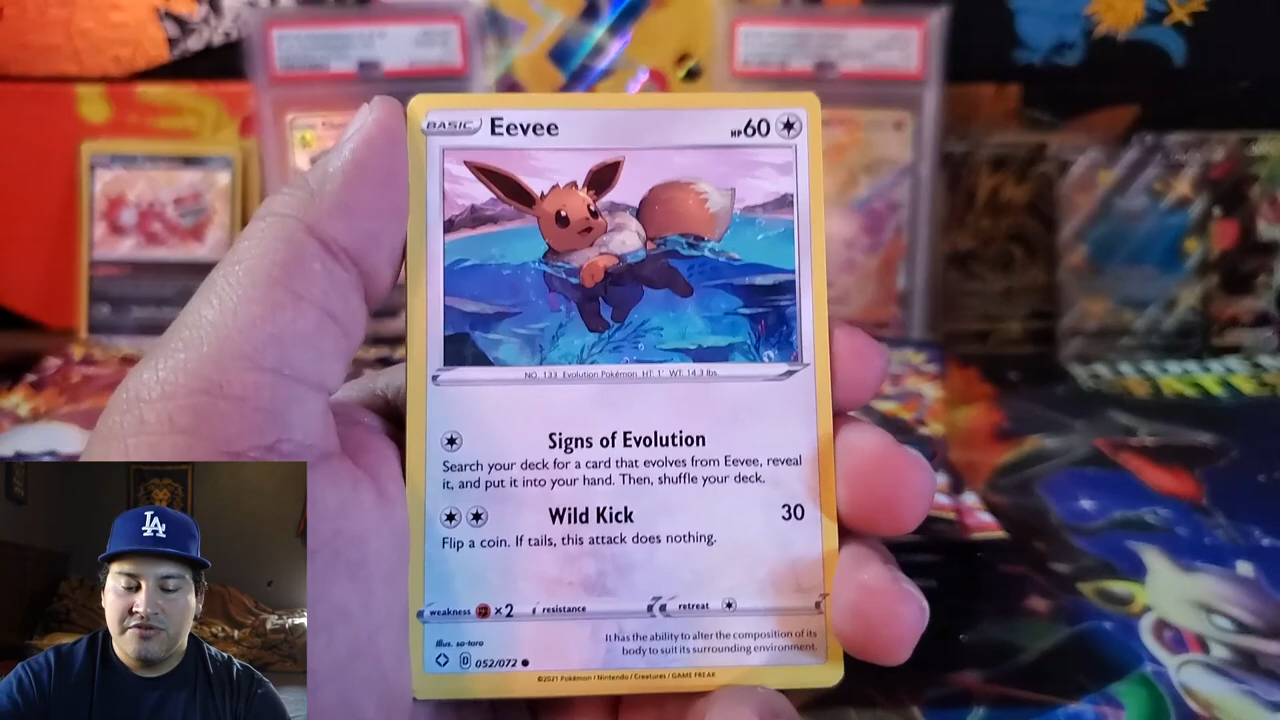 BASIC Eevee HP 60
NO. 133 Evolution Pokémon HT: 1' WT: 14.3 lbs.
Signs of Evolution
Search your deck for a card that evolves from Eevee, reveal
it, and put it into your hand. Then, shuffle your deck.
Wild Kick 30
Flip a coin. If tails, this attack does nothing.
weakness ×2 resistance retreat
Illus. so-taro
It has the ability to alter the composition of its
body to suit its surrounding environment.
D 052/072
©2021 Pokémon / Nintendo / Creatures / GAME FREAK
LA